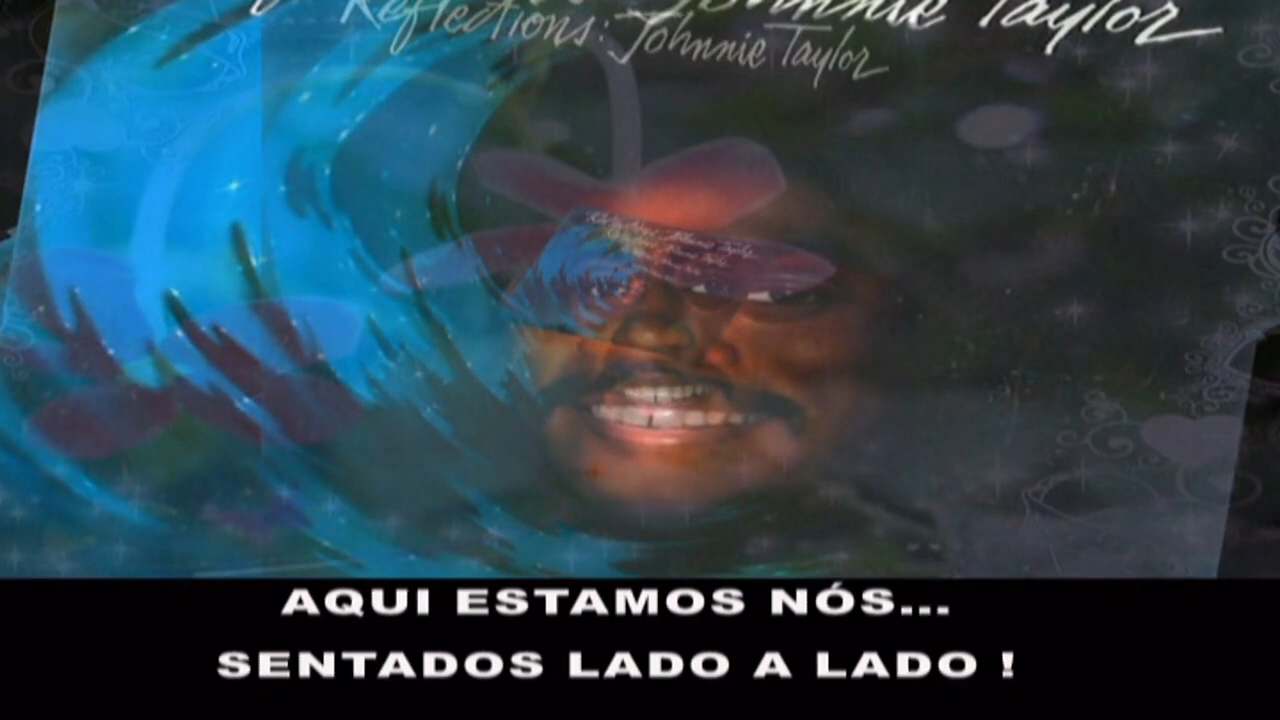 Johnnie Taylor
Reflections: Johnnie Taylor
AQUI ESTAMOS NÓS...
SENTADOS LADO A LADO !